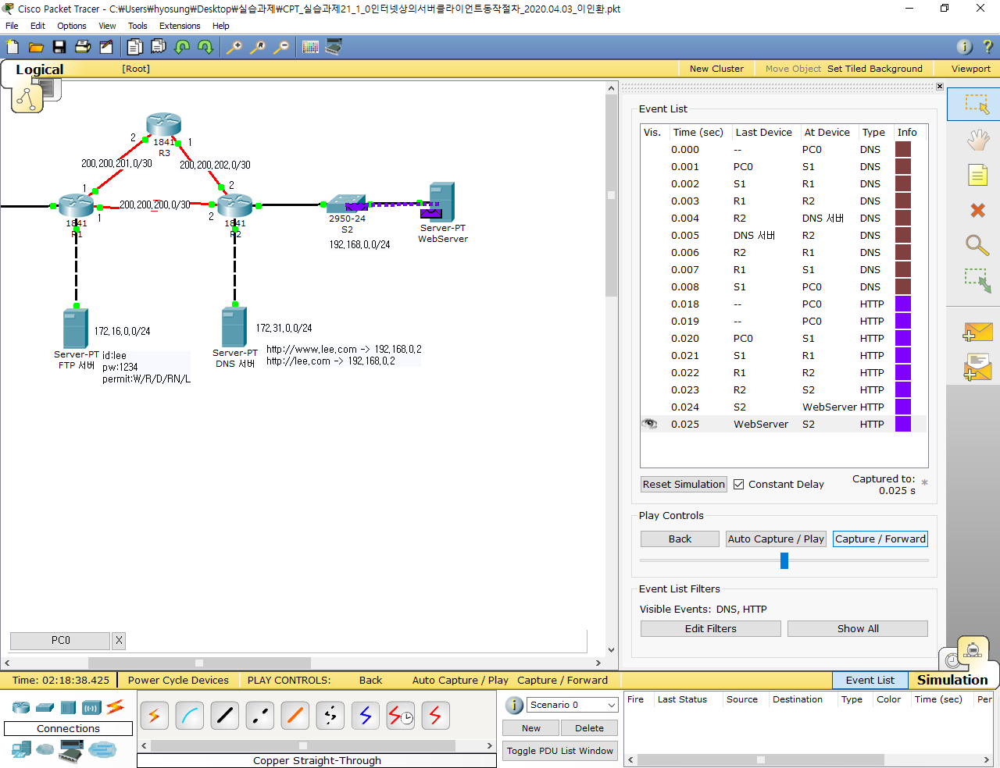 Cisco Packet Tracer - C:￦Users￦hyosung￦Desktop￦실습과제￦CPT_실습과제21_1_0인터넷상의서버클라이언트동작절차_2020.04.03_이인환.pkt
File Edit Options View Tools Extensions Help
Logical [Root] New Cluster Move Object Set Tiled Background Viewport
2
1841
R3
1
200,200,201,0/30
200,200,202,0/30
1
2
200,200,200,0/30
1841
R1
1
2
1841
R2
2950-24
S2
192,168,0,0/24
Server-PT
WebServer
172,16,0,0/24
Server-PT
FTP 서버
id:lee
pw:1234
permit:W/R/D/RN/L
172,31,0,0/24
Server-PT
DNS 서버
http://www,lee,com -> 192,168,0,2
http://lee,com -> 192,168,0,2
PC0 X
Event List
Vis. Time (sec) Last Device At Device Type Info
0.000 -- PC0 DNS
0.001 PC0 S1 DNS
0.002 S1 R1 DNS
0.003 R1 R2 DNS
0.004 R2 DNS 서버 DNS
0.005 DNS 서버 R2 DNS
0.006 R2 R1 DNS
0.007 R1 S1 DNS
0.008 S1 PC0 DNS
0.018 -- PC0 HTTP
0.019 -- PC0 HTTP
0.020 PC0 S1 HTTP
0.021 S1 R1 HTTP
0.022 R1 R2 HTTP
0.023 R2 S2 HTTP
0.024 S2 WebServer HTTP
0.025 WebServer S2 HTTP
Reset Simulation Constant Delay Captured to: *
0.025 s
Play Controls
Back Auto Capture / Play Capture / Forward
Event List Filters
Visible Events: DNS, HTTP
Edit Filters Show All
Time: 02:18:38.425 Power Cycle Devices PLAY CONTROLS: Back Auto Capture / Play Capture / Forward Event List Simulation
Connections
Copper Straight-Through
Scenario 0
New Delete
Toggle PDU List Window
Fire Last Status Source Destination Type Color Time (sec) Per